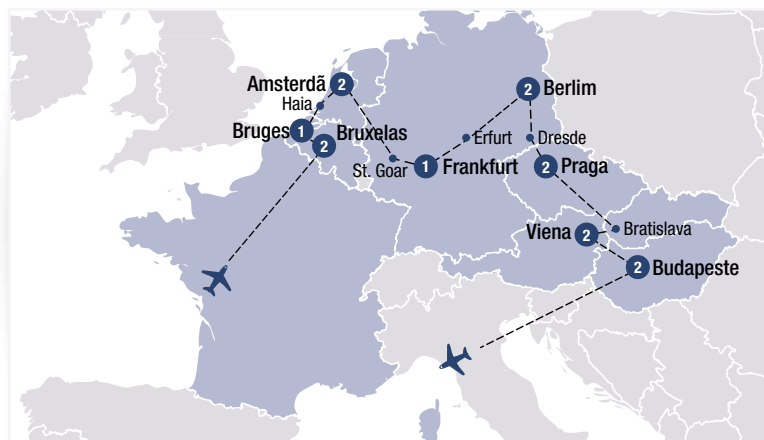 Amsterdã 2
Haia
Bruges 1
2 Bruxelas
St. Goar
1 Frankfurt
Erfurt
2 Berlim
Dresde
2 Praga
Bratislava
Viena 2
2 Budapeste